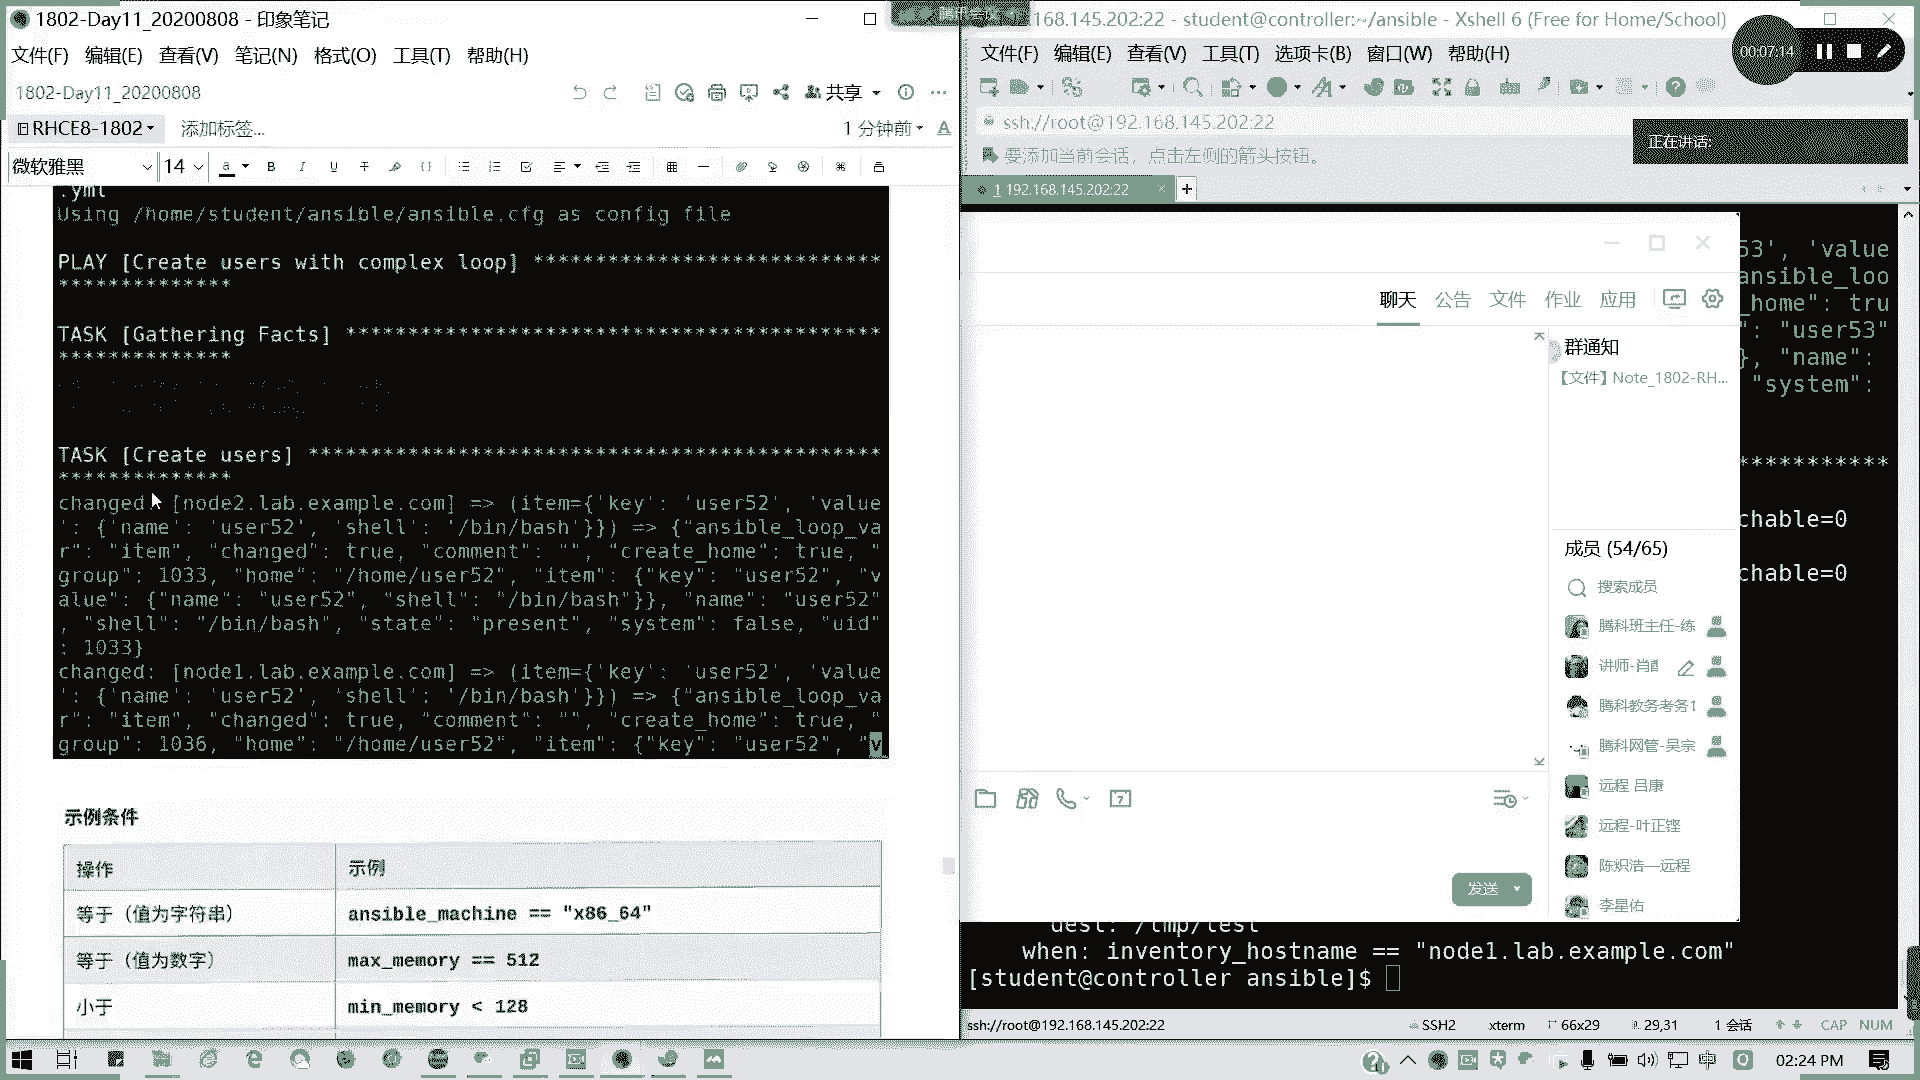 1802-Day11_20200808 - 印象笔记
文件(F) 编辑(E) 查看(V) 笔记(N) 格式(O) 工具(T) 帮助(H)
1802-Day11_20200808
共享
RHCE8-1802
添加标签...
1 分钟前
微软雅黑
14
.yml
Using /home/student/ansible/ansible.cfg as config file
PLAY [Create users with complex loop] ****************************
**************
TASK [Gathering Facts] *******************************************
**************
TASK [Create users] **********************************************
**************
changed: [node2.lab.example.com] => (item={'key': 'user52', 'value
': {'name': 'user52', 'shell': '/bin/bash'}}) => {"ansible_loop_va
r": "item", "changed": true, "comment": "", "create_home": true, "
group": 1033, "home": "/home/user52", "item": {"key": "user52", "v
alue": {"name": "user52", "shell": "/bin/bash"}}, "name": "user52"
, "shell": "/bin/bash", "state": "present", "system": false, "uid"
: 1033}
changed: [node1.lab.example.com] => (item={'key': 'user52', 'value
': {'name': 'user52', 'shell': '/bin/bash'}}) => {"ansible_loop_va
r": "item", "changed": true, "comment": "", "create_home": true, "
group": 1036, "home": "/home/user52", "item": {"key": "user52", "v
示例条件
操作 示例
等于（值为字符串） ansible_machine == "x86_64"
等于（值为数字） max_memory == 512
小于 min_memory < 128
168.145.202:22 - student@controller:~/ansible - Xshell 6 (Free for Home/School)
文件(F) 编辑(E) 查看(V) 工具(T) 选项卡(B) 窗口(W) 帮助(H)
00:07:14
ssh://root@192.168.145.202:22
要添加当前会话，点击左侧的箭头按钮。
正在讲话:
1 192.168.145.202:22
53', 'value
ansible_loo
_home": tru
": "user53"
}, "name":
"system":
***********
chable=0
chable=0
聊天 公告 文件 作业 应用
群通知
【文件】Note_1802-RH...
成员 (54/65)
搜索成员
腾科班主任-练
讲师-肖
腾科教务考务1
腾科网管-吴宗
远程 吕康
远程-叶正铿
陈炽浩—远程
李星佑
发送
dest: /tmp/test
when: inventory_hostname == "node1.lab.example.com"
[student@controller ansible]$
ssh://root@192.168.145.202:22
SSH2
xterm
66x29
29,31
1 会话
CAP NUM
中
02:24 PM